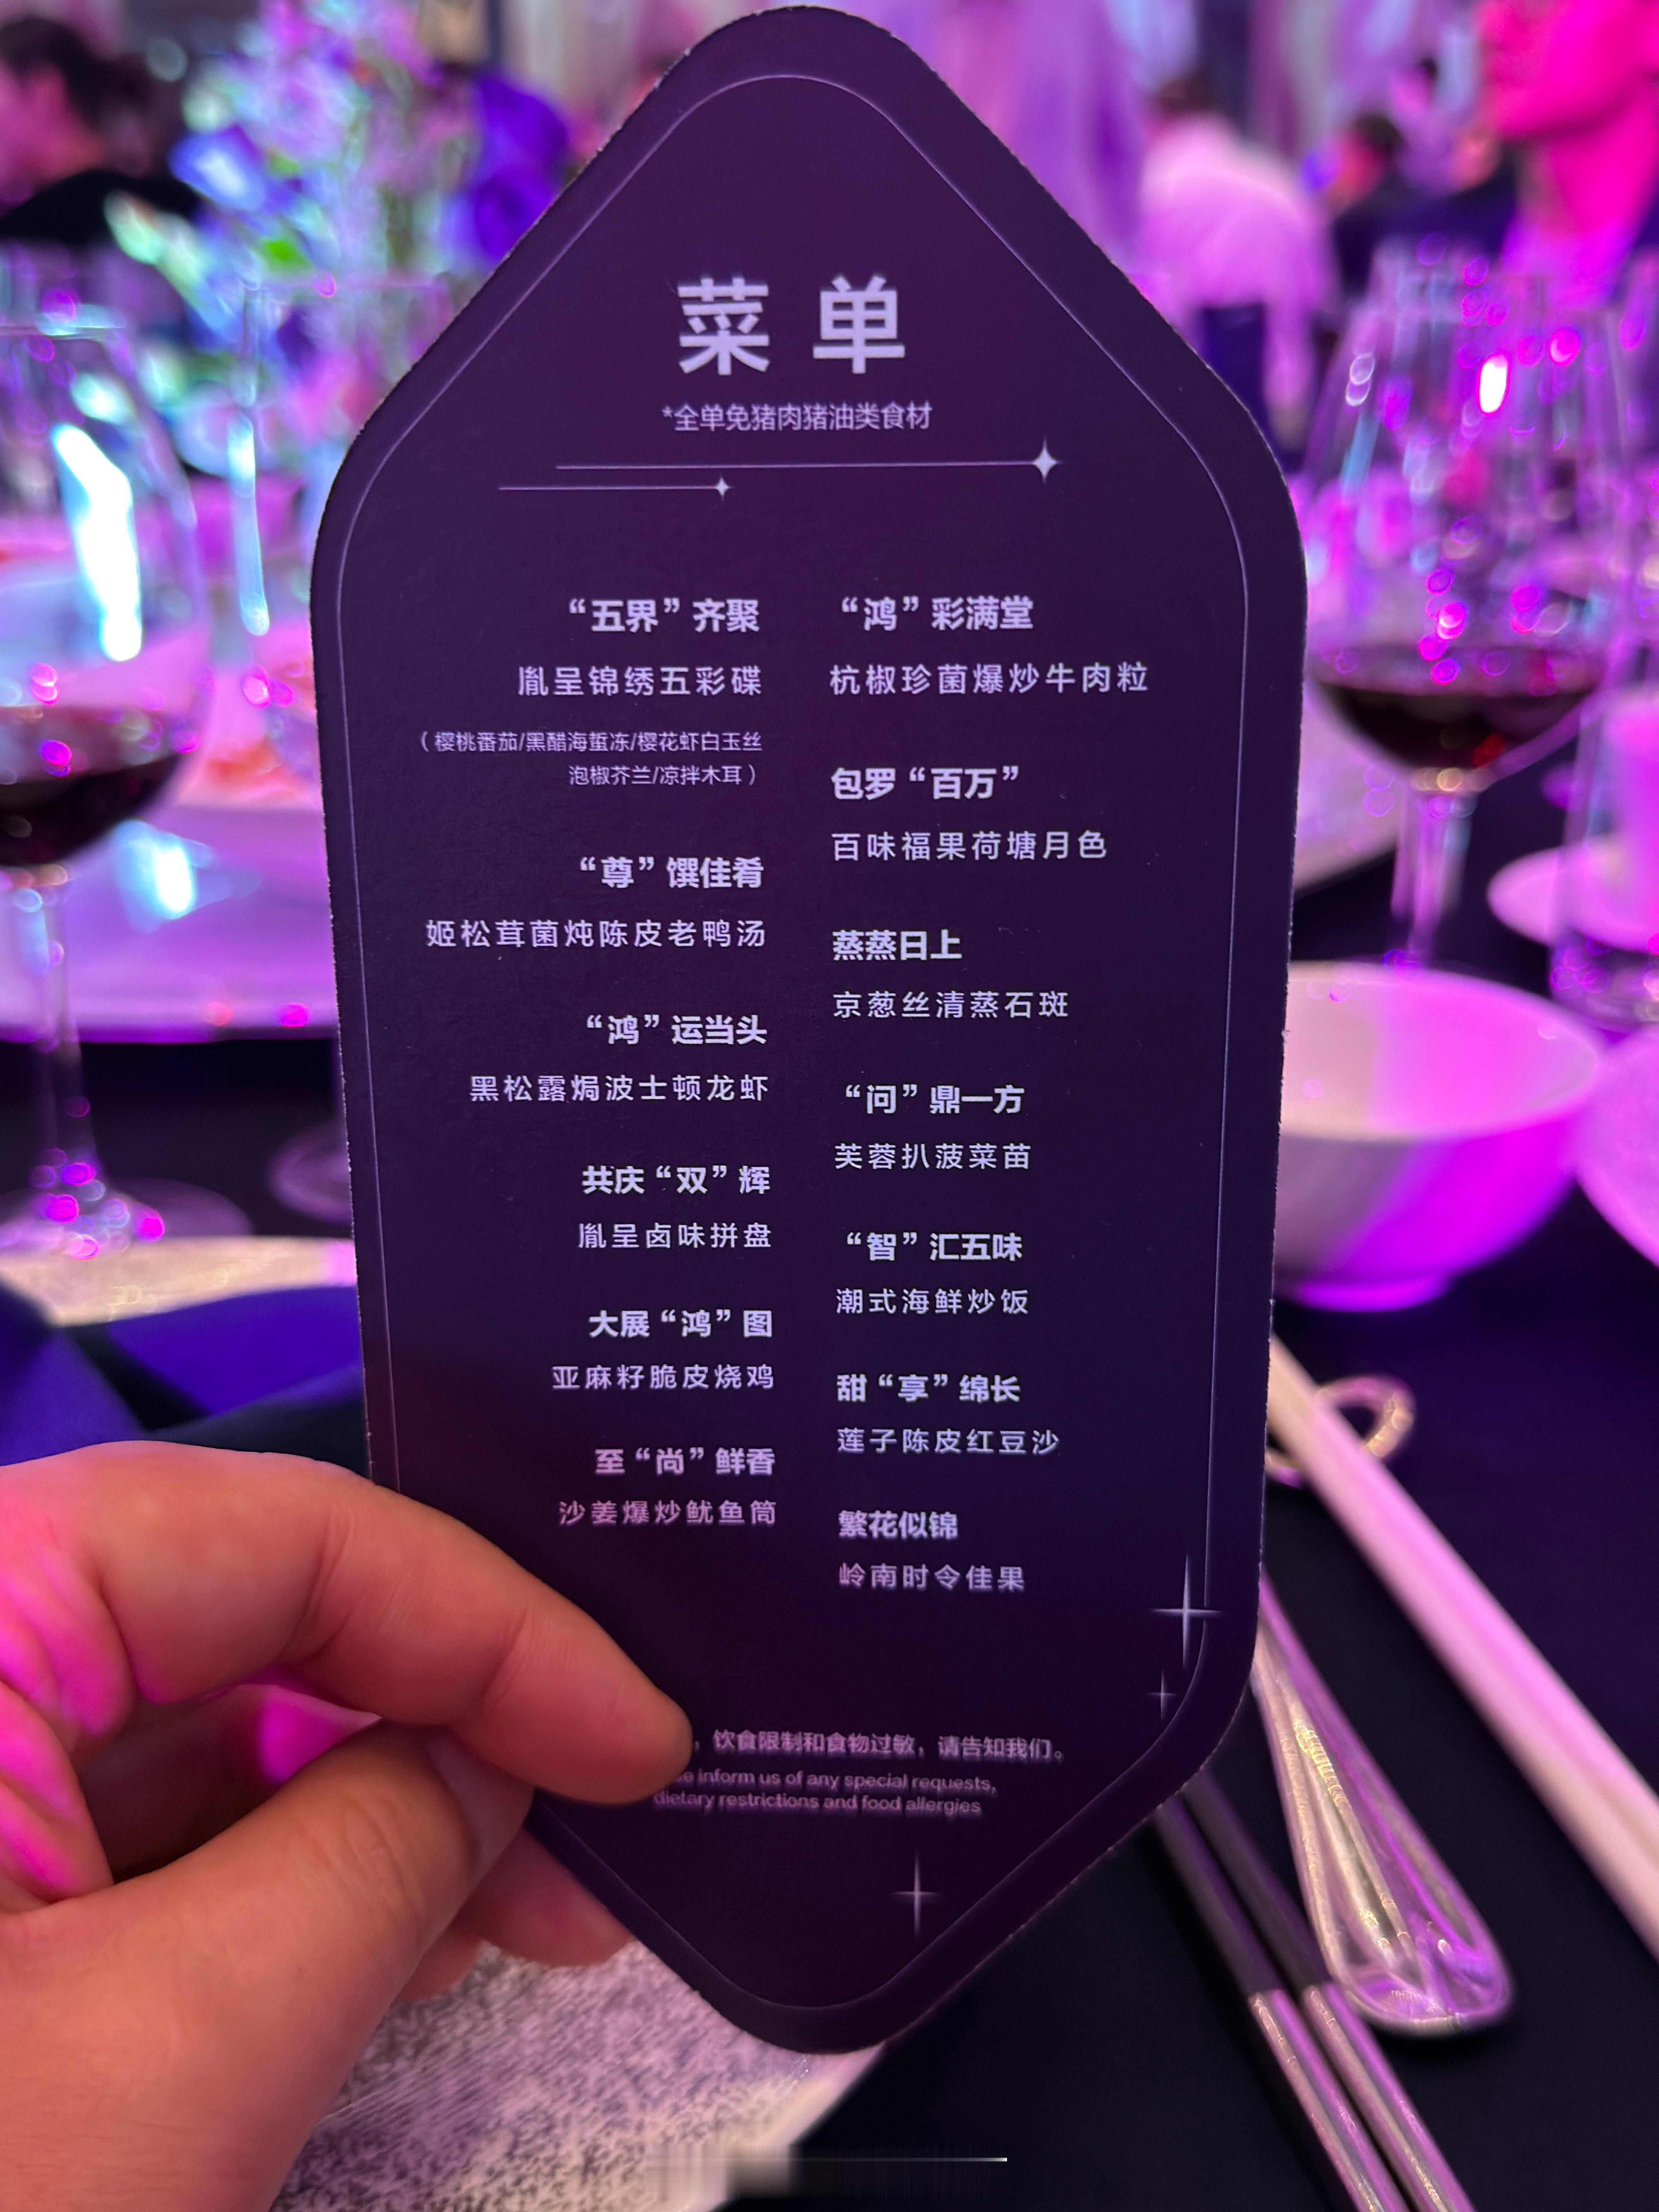 菜单
*全单免猪肉猪油类食材
“五界”齐聚
胤呈锦绣五彩碟
（樱桃番茄/黑醋海蜇冻/樱花虾白玉丝
泡椒芥兰/凉拌木耳）
“尊”馔佳肴
姬松茸菌炖陈皮老鸭汤
“鸿”运当头
黑松露焗波士顿龙虾
共庆“双”辉
胤呈卤味拼盘
大展“鸿”图
亚麻籽脆皮烧鸡
至“尚”鲜香
沙姜爆炒鱿鱼筒
“鸿”彩满堂
杭椒珍菌爆炒牛肉粒
包罗“百万”
百味福果荷塘月色
蒸蒸日上
京葱丝清蒸石斑
“问”鼎一方
芙蓉扒菠菜苗
“智”汇五味
潮式海鲜炒饭
甜“享”绵长
莲子陈皮红豆沙
繁花似锦
岭南时令佳果
，饮食限制和食物过敏，请告知我们。
inform us of any special requests,
dietary restrictions and food allergies